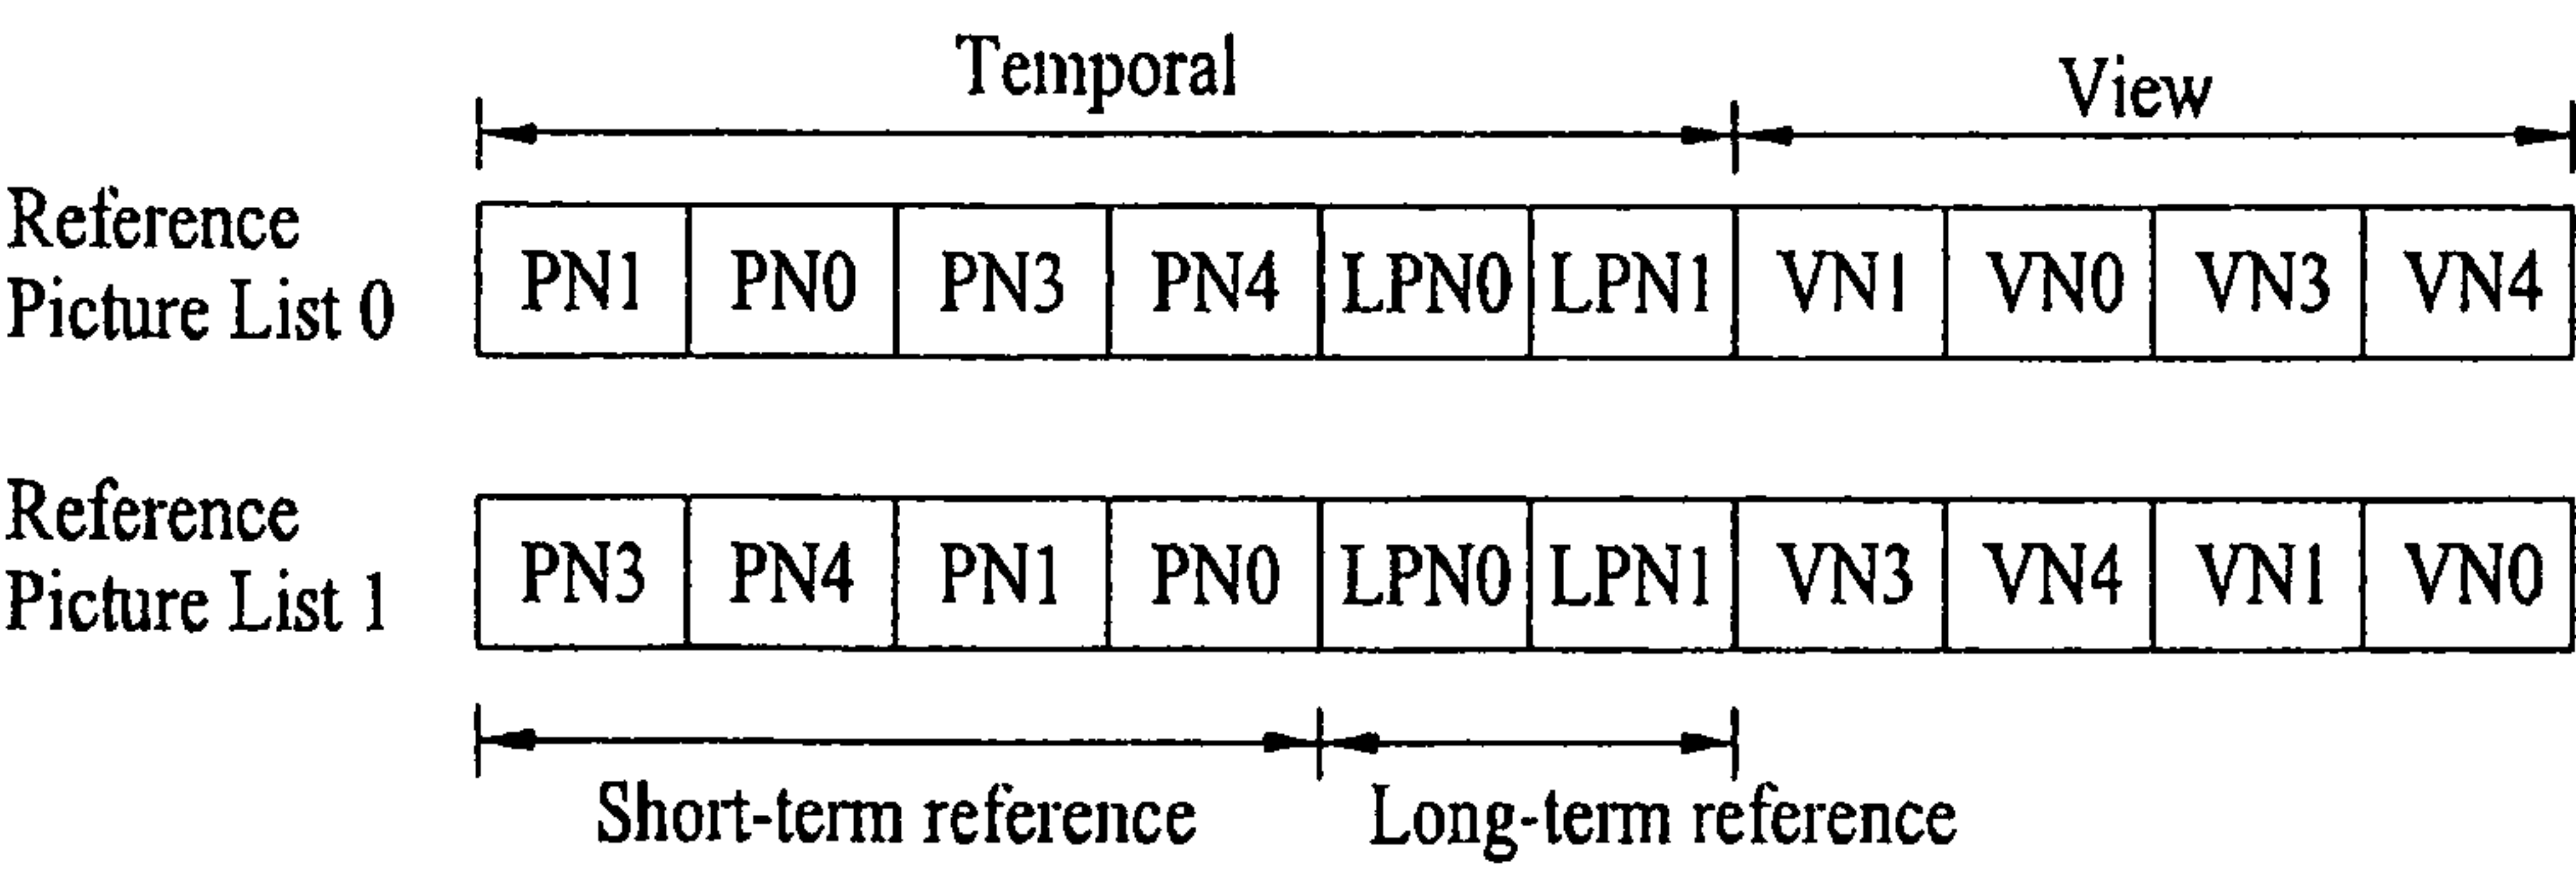 Temporal
View
Reference
Picture List 0
PN1 PN0 PN3 PN4 LPN0 LPN1 VN1 VN0 VN3 VN4
Reference
Picture List 1
PN3 PN4 PN1 PN0 LPN0 LPN1 VN3 VN4 VN1 VN0
Short-term reference
Long-term reference